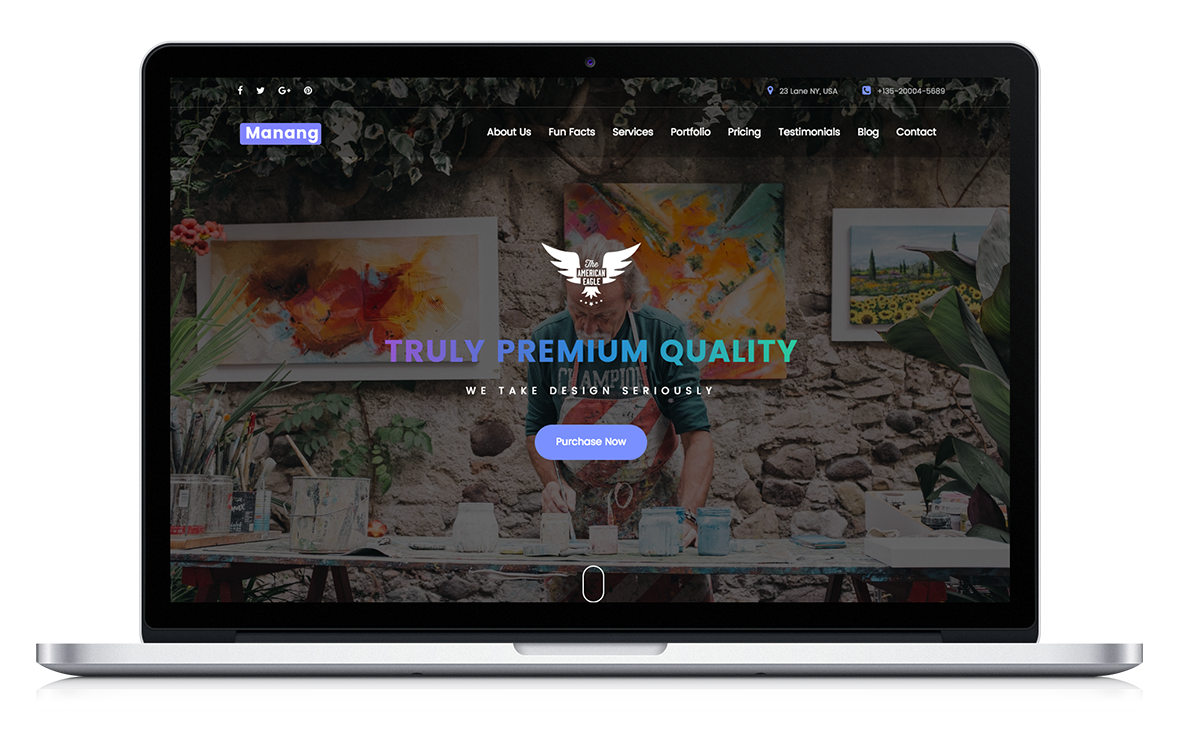 23 Lane NY, USA +135-20004-5689
Manang About Us Fun Facts Services Portfolio Pricing Testimonials Blog Contact
The
AMERICAN
EAGLE
TRULY PREMIUM QUALITY
CHAMPION
WE TAKE DESIGN SERIOUSLY
Purchase Now